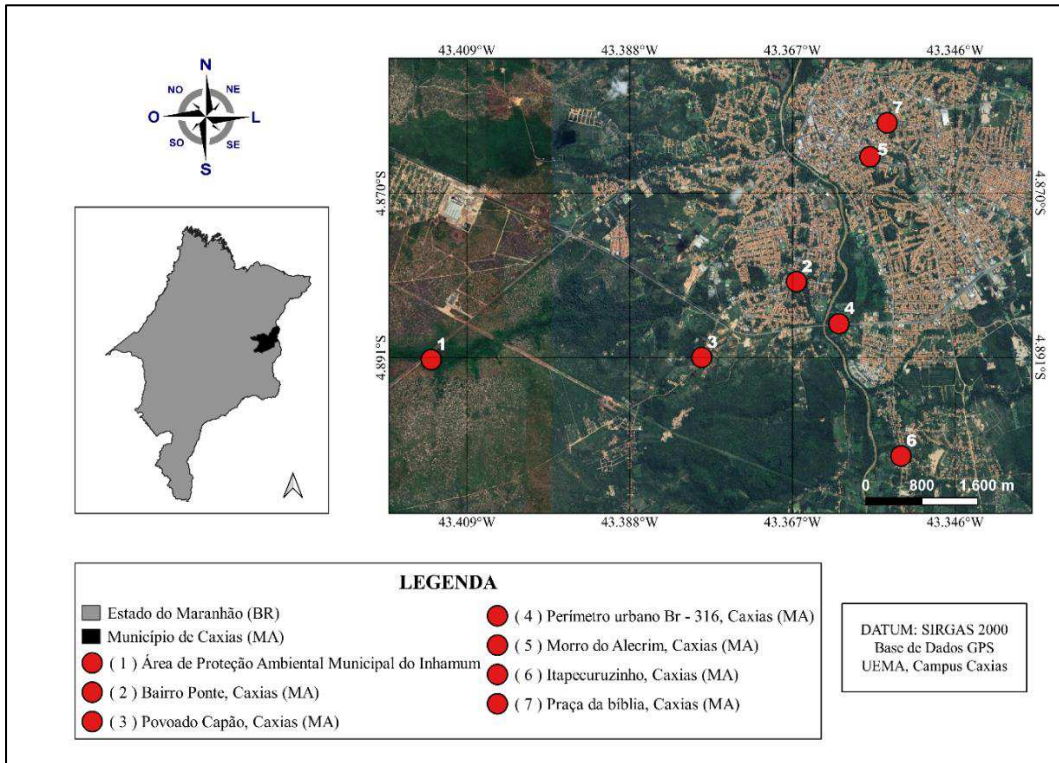 N
NO
NE
O
L
SO
SE
S
43.409°W
43.388°W
43.367°W
43.346°W
4.870°S
4.891°S
4.870°S
4.891°S
7
5
2
4
3
1
6
0 800 1.600 m
43.409°W
43.388°W
43.367°W
43.346°W
LEGENDA
Estado do Maranhão (BR)
Município de Caxias (MA)
( 1 ) Área de Proteção Ambiental Municipal do Inhamum
( 2 ) Bairro Ponte, Caxias (MA)
( 3 ) Povoado Capão, Caxias (MA)
( 4 ) Perímetro urbano Br - 316, Caxias (MA)
( 5 ) Morro do Alecrim, Caxias (MA)
( 6 ) Itapecuruzinho, Caxias (MA)
( 7 ) Praça da bíblia, Caxias (MA)
DATUM: SIRGAS 2000
Base de Dados GPS
UEMA, Campus Caxias